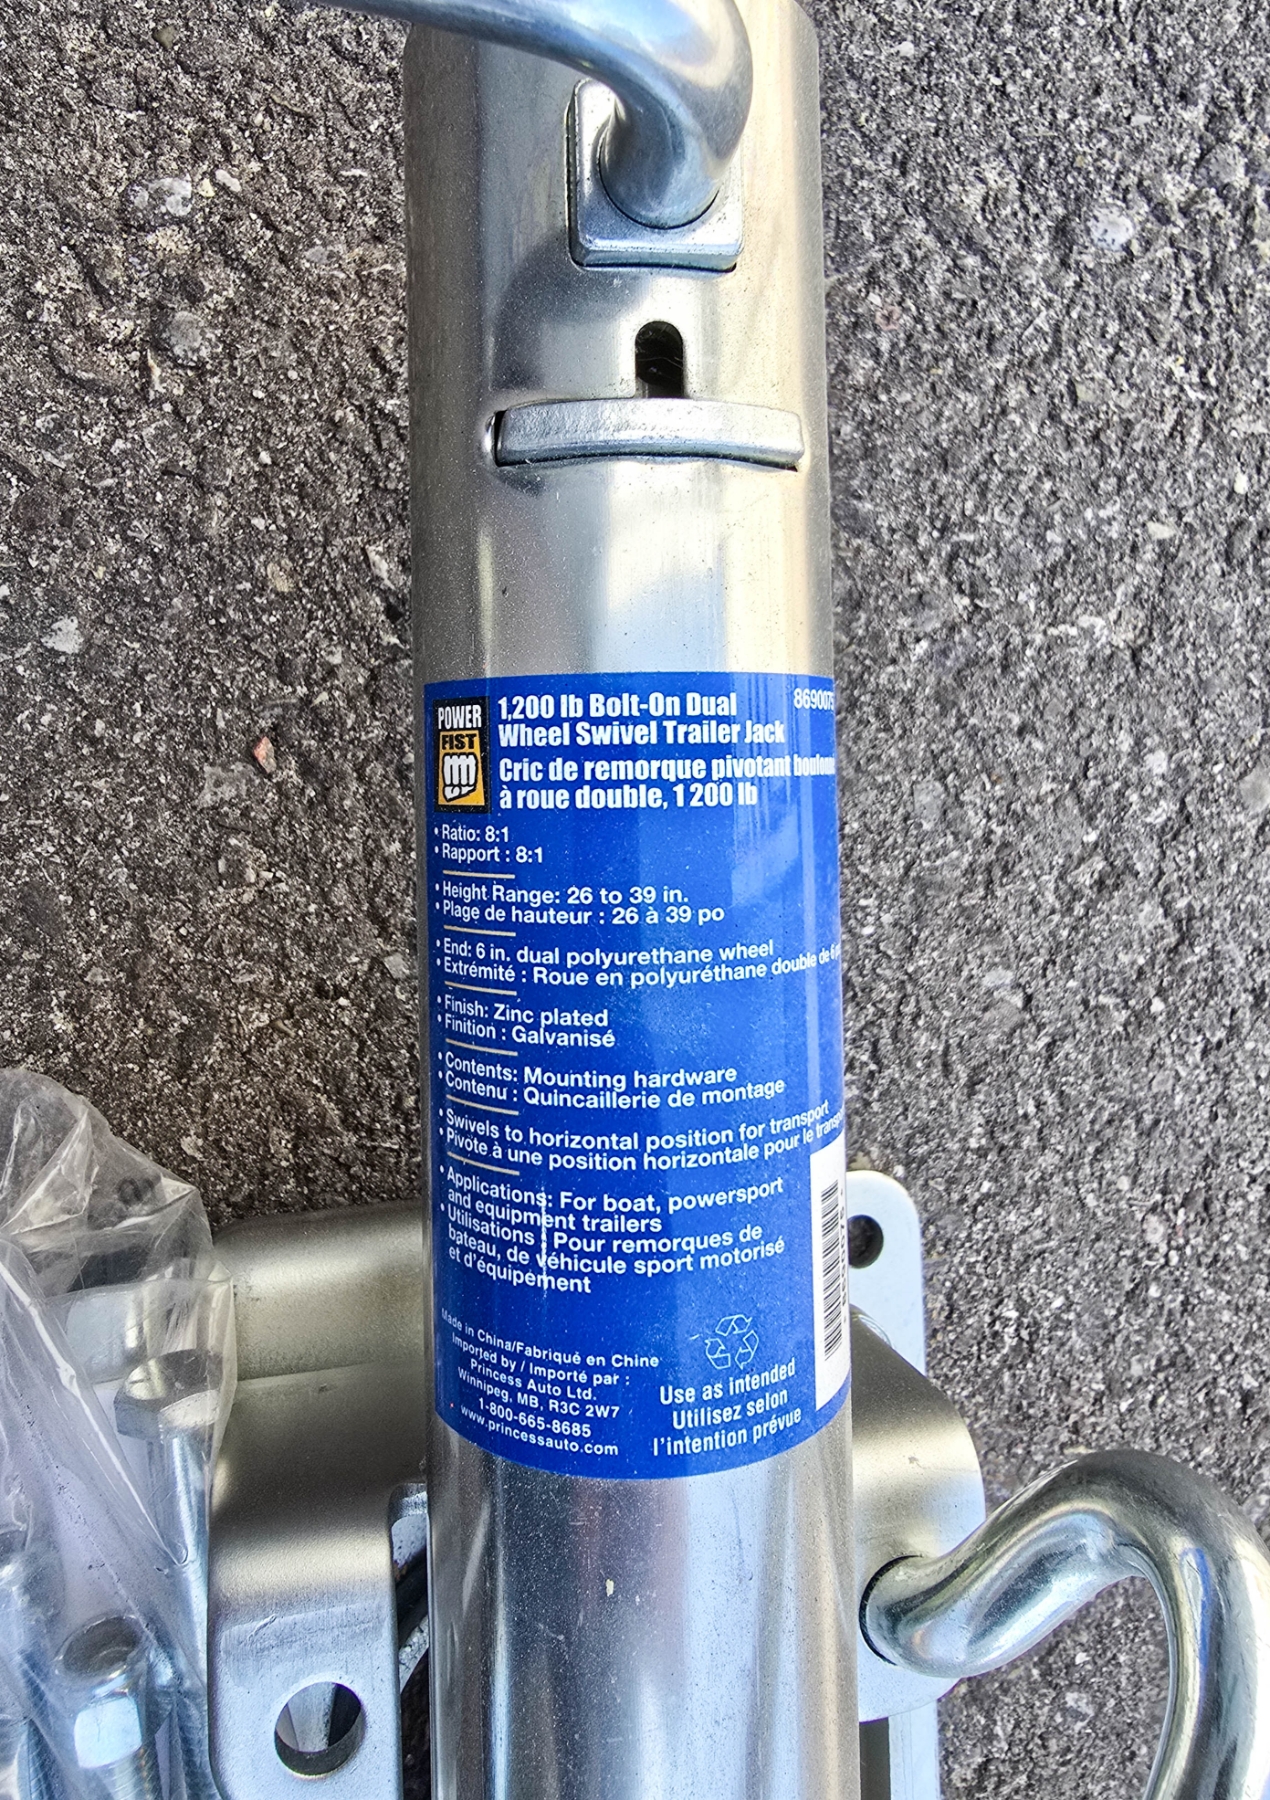 POWER
FIST
1,200 lb Bolt-On Dual
Wheel Swivel Trailer Jack
Cric de remorque pivotant
à roue double, 1 200 lb
• Ratio: 8:1
• Rapport : 8:1
• Height Range: 26 to 39 in.
• Plage de hauteur : 26 à 39 po
• End: 6 in. dual polyurethane wheel
• Extrémité : Roue en polyuréthane double de 6
• Finish: Zinc plated
• Finition : Galvanisé
• Contents: Mounting hardware
• Contenu : Quincaillerie de montage
• Swivels to horizontal position for transport
• Pivote à une position horizontale pour le
• Applications: For boat, powersport
and equipment trailers
• Utilisations : Pour remorques de
bateau, de véhicule sport motorisé
et d'équipement
Made in China/Fabriqué en Chine
Imported by / Importé par :
Princess Auto Ltd.
Winnipeg, MB, R3C 2W7
1-800-665-8685
www.princessauto.com
Use as intended
Utilisez selon
l'intention prévue